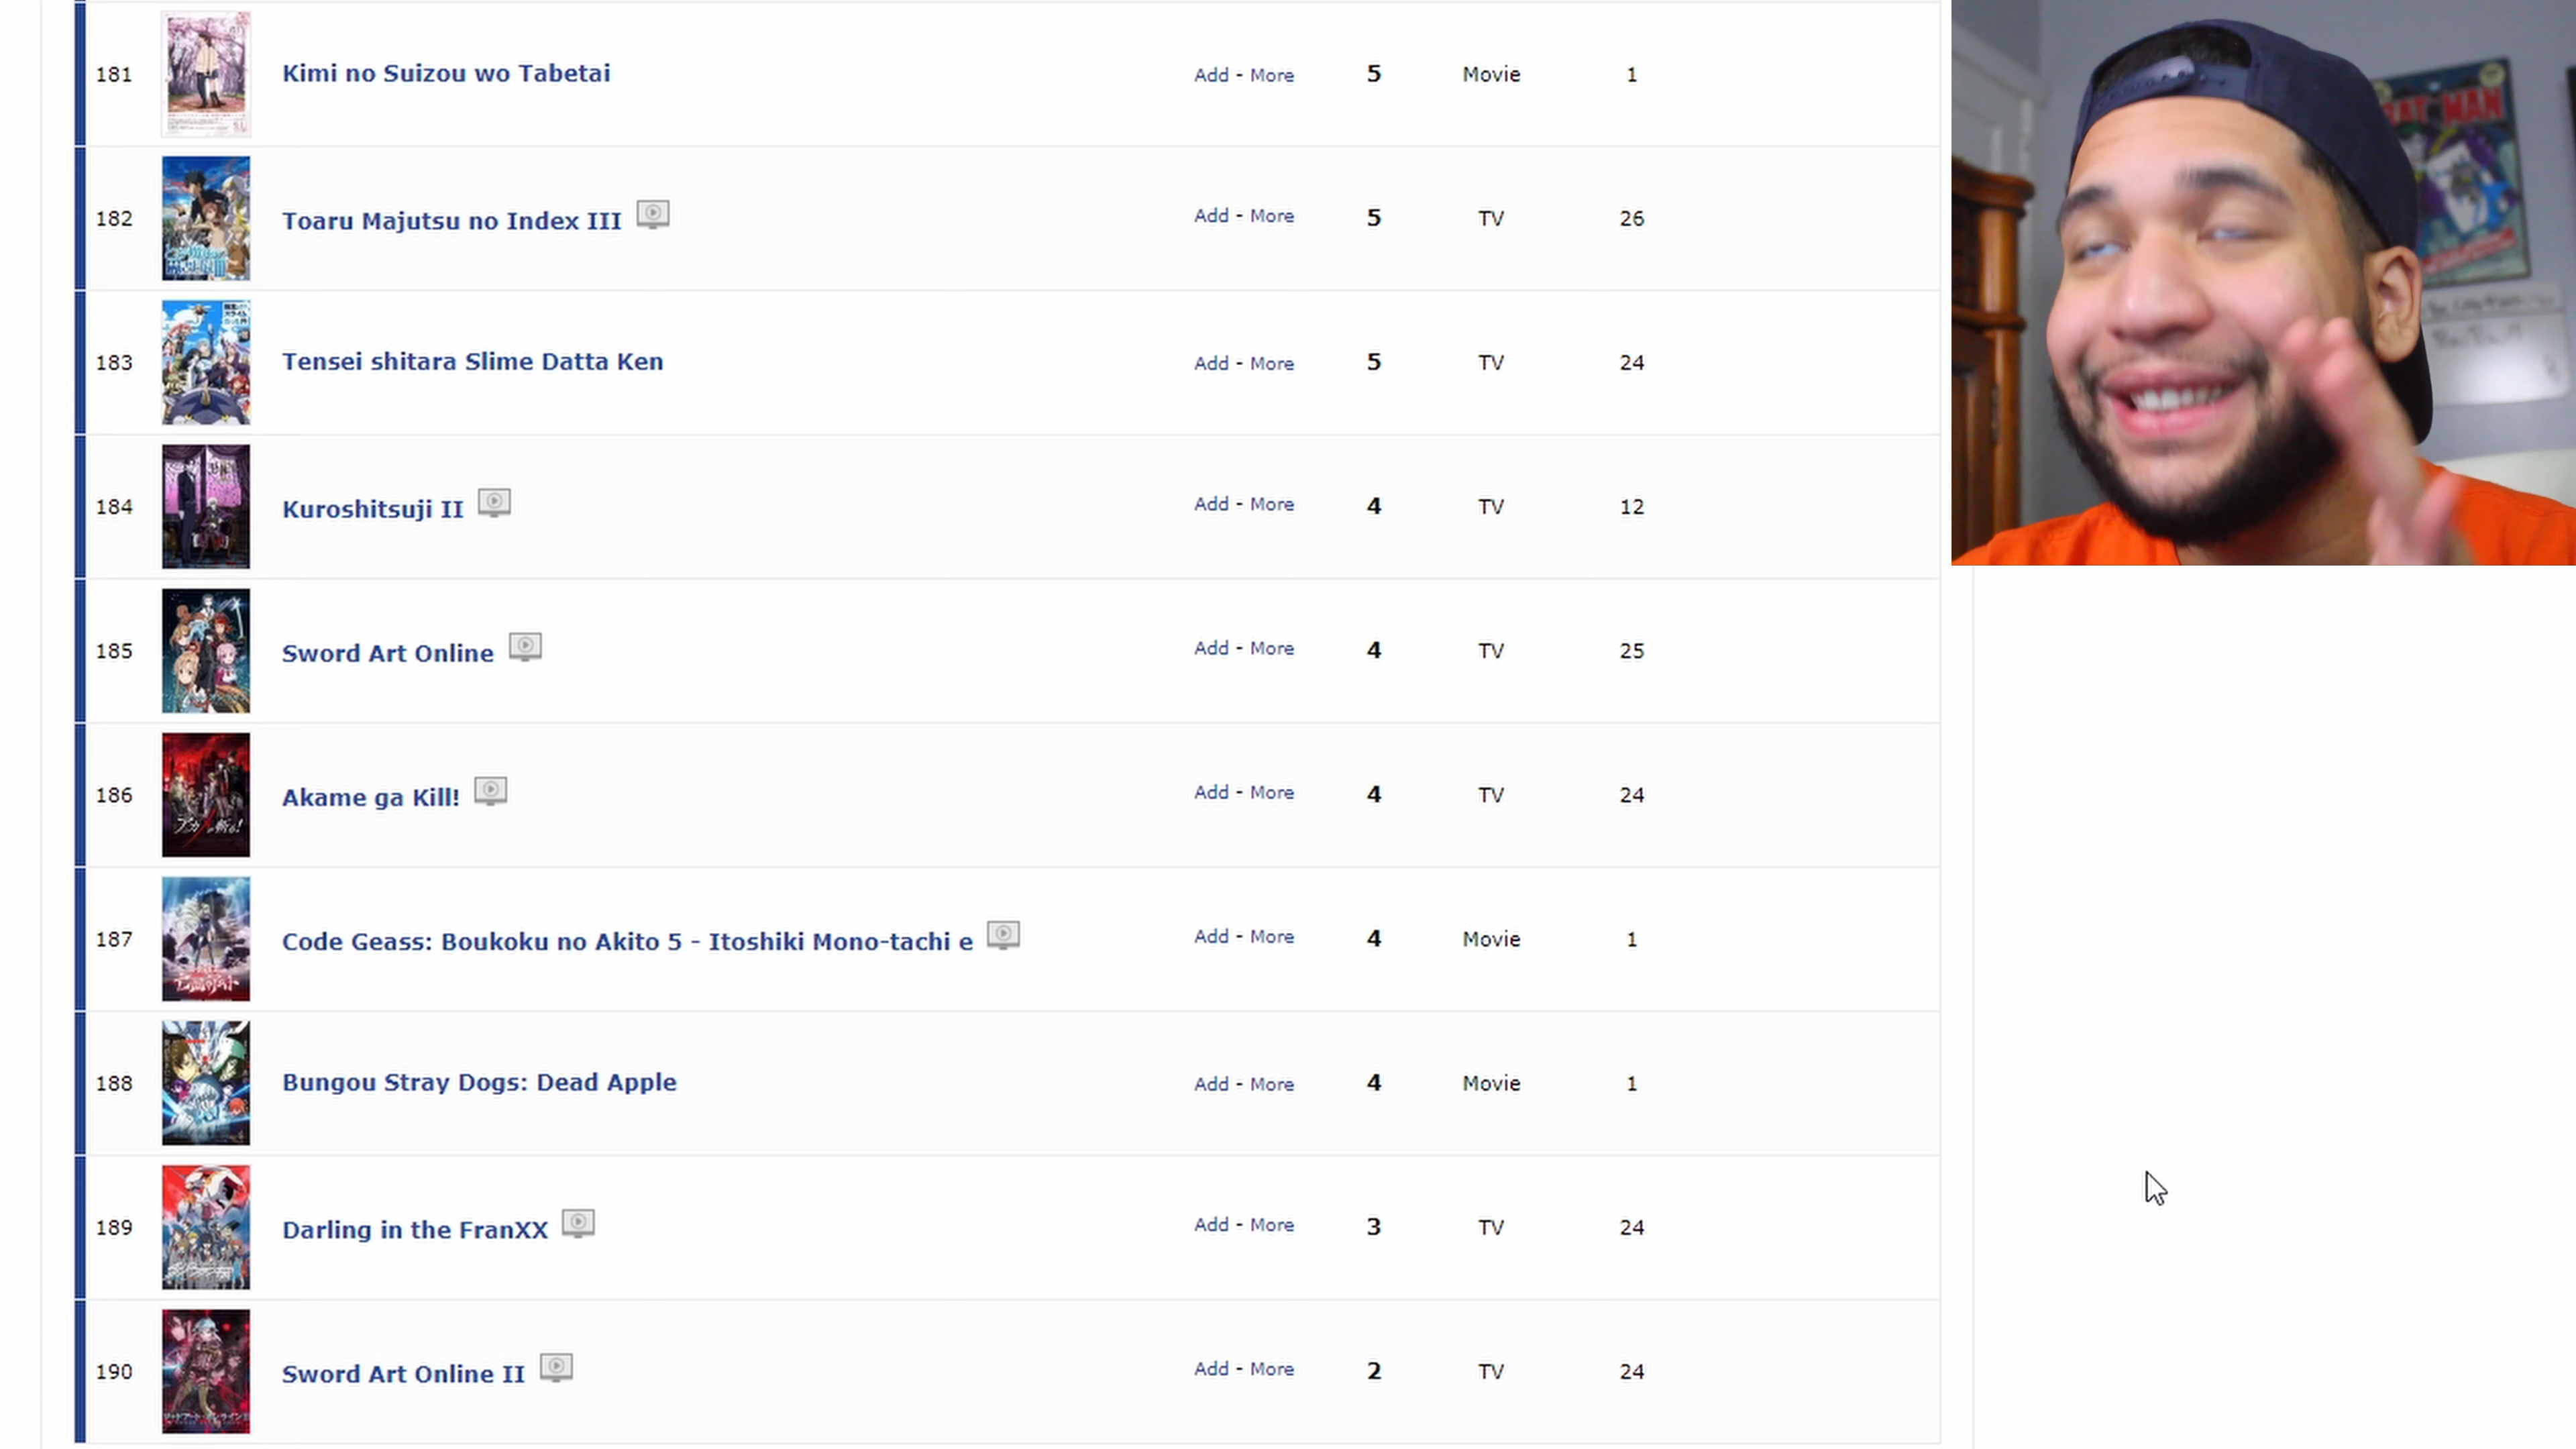 181 Kimi no Suizou wo Tabetai Add - More 5 Movie 1
182 Toaru Majutsu no Index III Add - More 5 TV 26
183 Tensei shitara Slime Datta Ken Add - More 5 TV 24
184 Kuroshitsuji II Add - More 4 TV 12
185 Sword Art Online Add - More 4 TV 25
186 Akame ga Kill! Add - More 4 TV 24
187 Code Geass: Boukoku no Akito 5 - Itoshiki Mono-tachi e Add - More 4 Movie 1
188 Bungou Stray Dogs: Dead Apple Add - More 4 Movie 1
189 Darling in the FranXX Add - More 3 TV 24
190 Sword Art Online II Add - More 2 TV 24
BATMAN